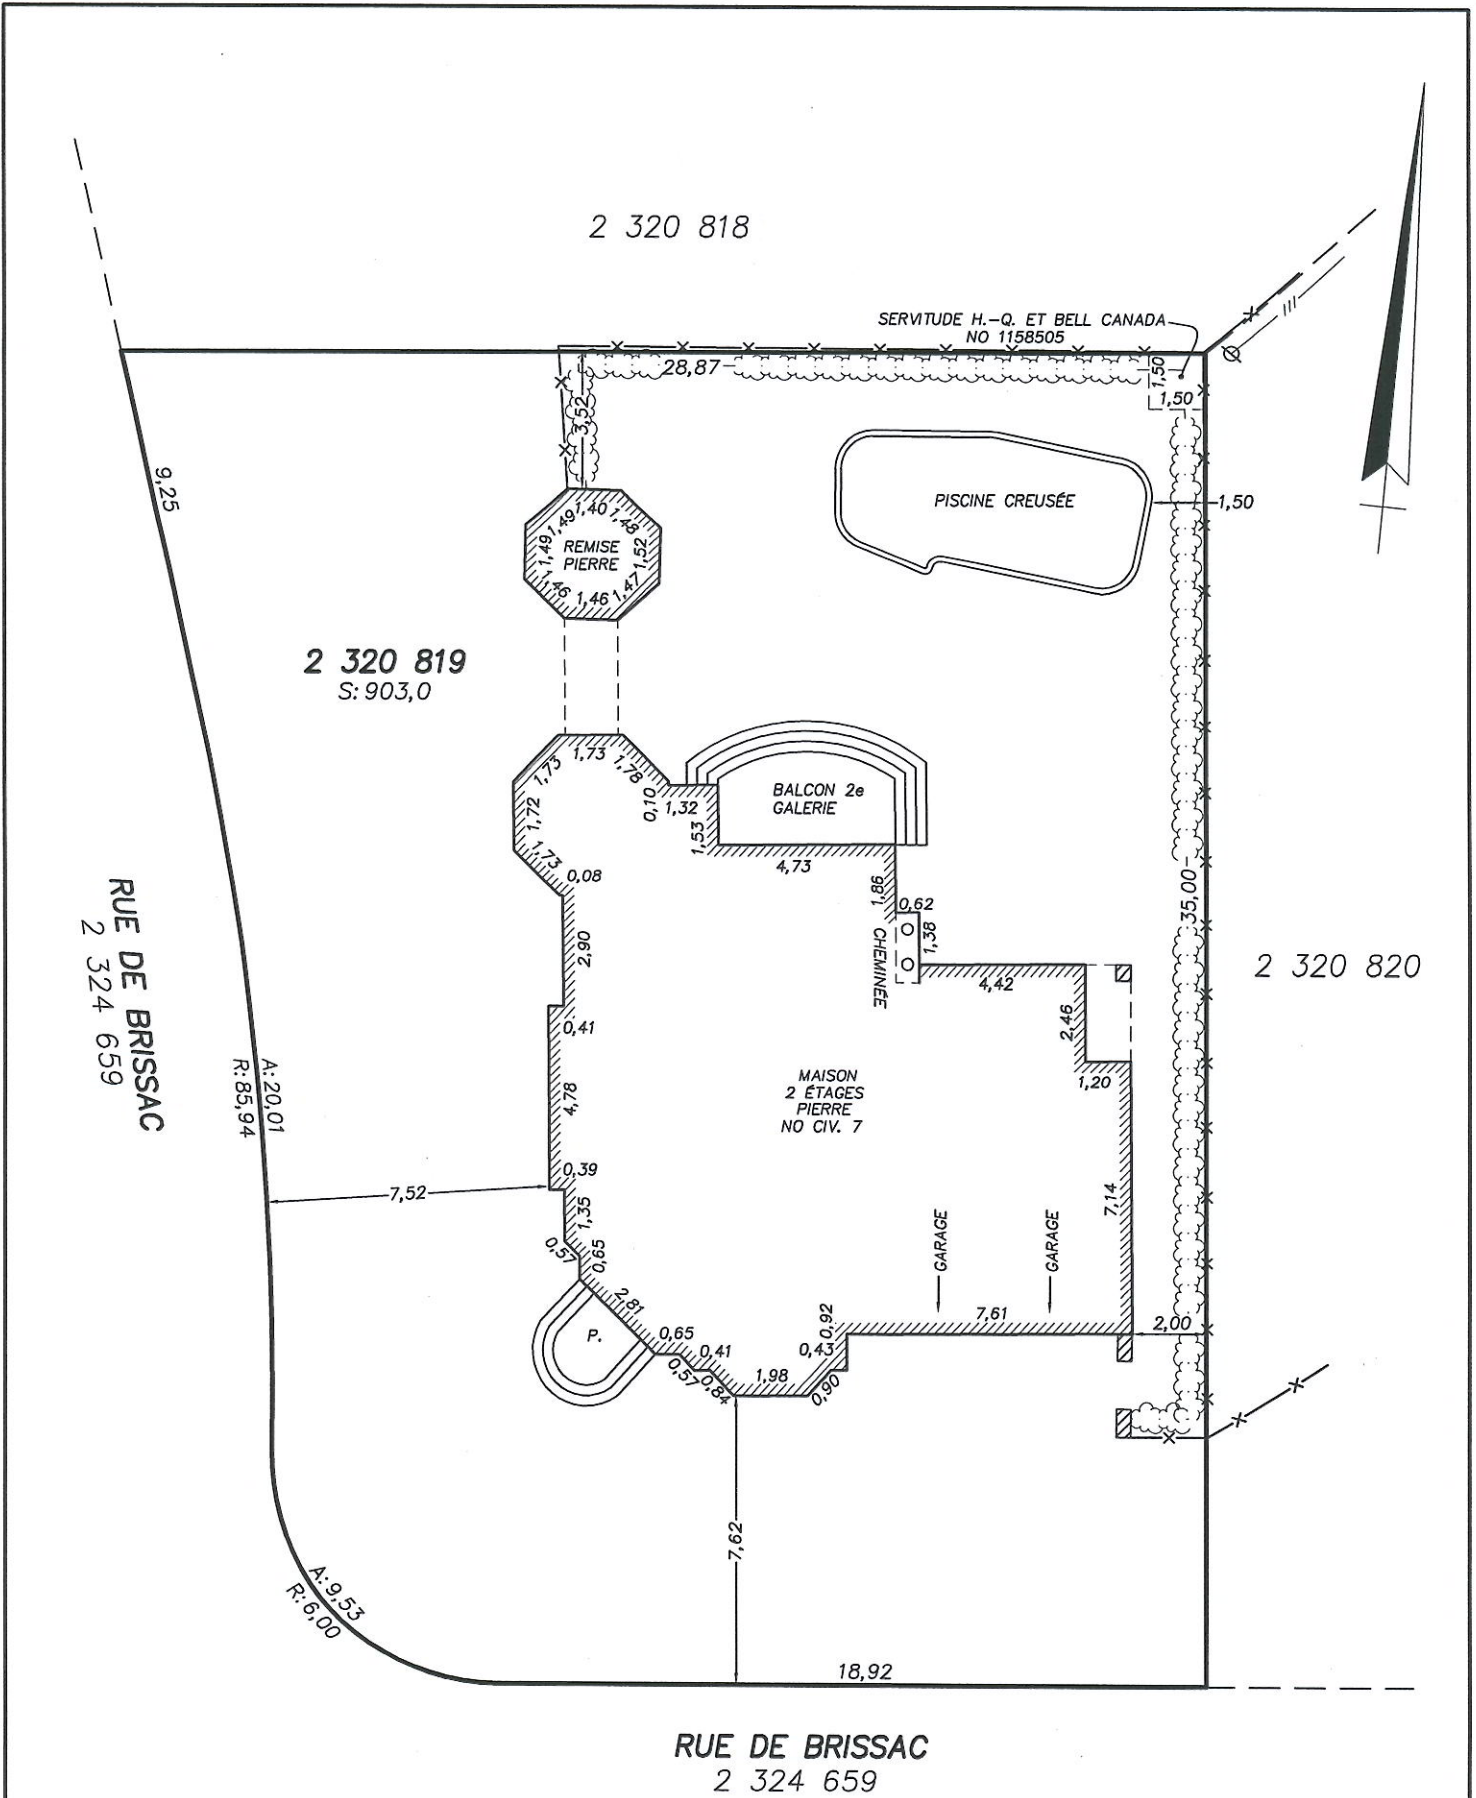 2 320 818
SERVITUDE H.-Q. ET BELL CANADA
NO 1158505
28,87
1,50
1,50
3,52
9,25
PISCINE CREUSÉE
1,50
1,49
1,40
1,48
1,49
REMISE
PIERRE
1,52
1,46
1,46
1,47
2 320 819
S: 903,0
1,73
1,73
1,78
1,72
0,10
1,32
1,53
BALCON 2e
GALERIE
1,73
0,08
4,73
1,86
0,62
1,38
CHEMINÉE
35,00
RUE DE BRISSAC
2 324 659
2,90
4,42
2 320 820
0,41
2,46
1,20
A: 20,01
R: 85,94
4,78
MAISON
2 ÉTAGES
PIERRE
NO CIV. 7
0,39
7,52
1,35
7,14
0,57
0,65
GARAGE
GARAGE
2,81
P.
0,65
0,41
0,57
0,84
1,98
0,90
0,43
0,92
7,61
2,00
7,62
A: 9,53
R: 6,00
18,92
RUE DE BRISSAC
2 324 659